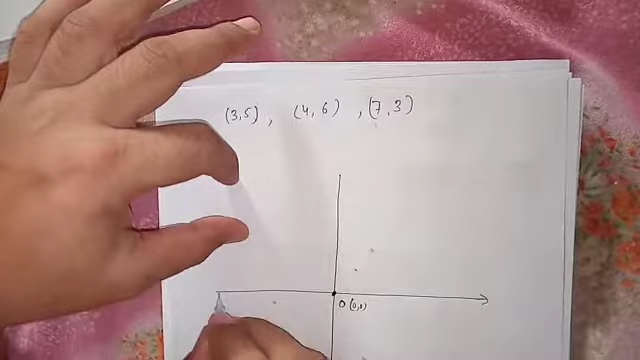 (3,5) , (4,6) , (7,3)
O (0,0)